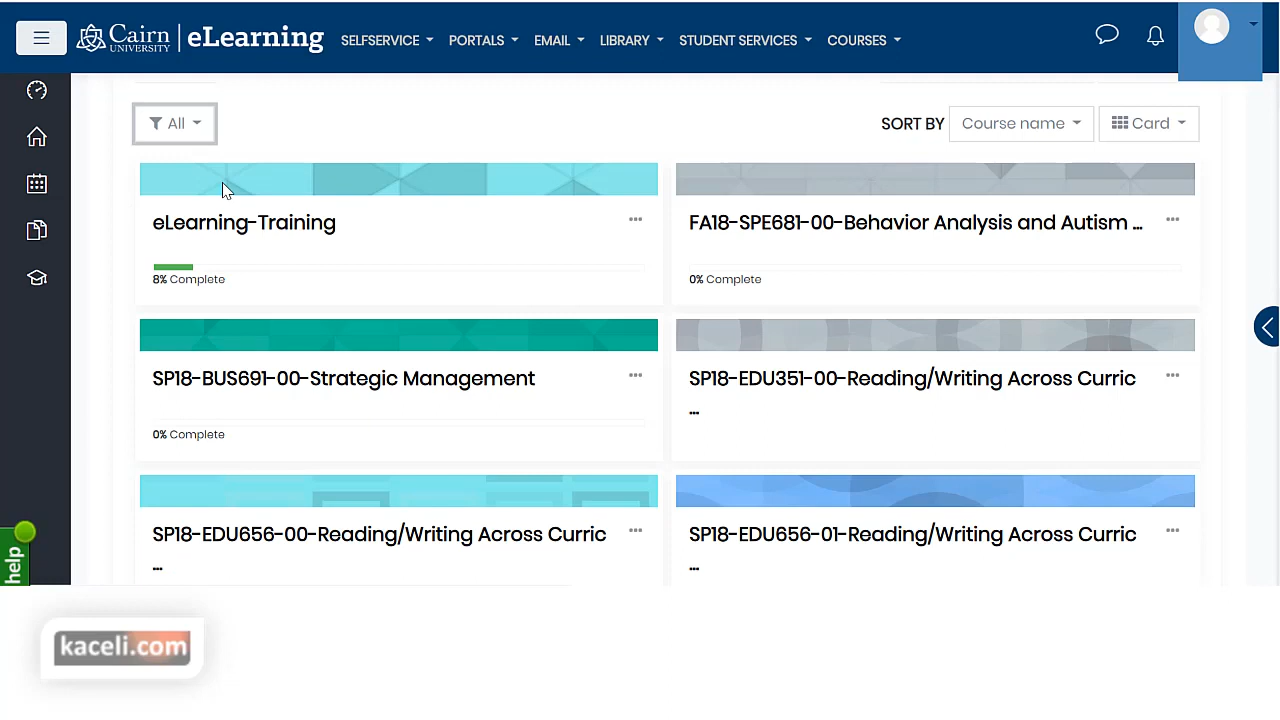 Cairn UNIVERSITY eLearning SELFSERVICE PORTALS EMAIL LIBRARY STUDENT SERVICES COURSES
All SORT BY Course name Card
eLearning-Training
8% Complete
FA18-SPE681-00-Behavior Analysis and Autism ...
0% Complete
SP18-BUS691-00-Strategic Management
0% Complete
SP18-EDU351-00-Reading/Writing Across Curric
...
SP18-EDU656-00-Reading/Writing Across Curric
...
SP18-EDU656-01-Reading/Writing Across Curric
...
help
kaceli.com